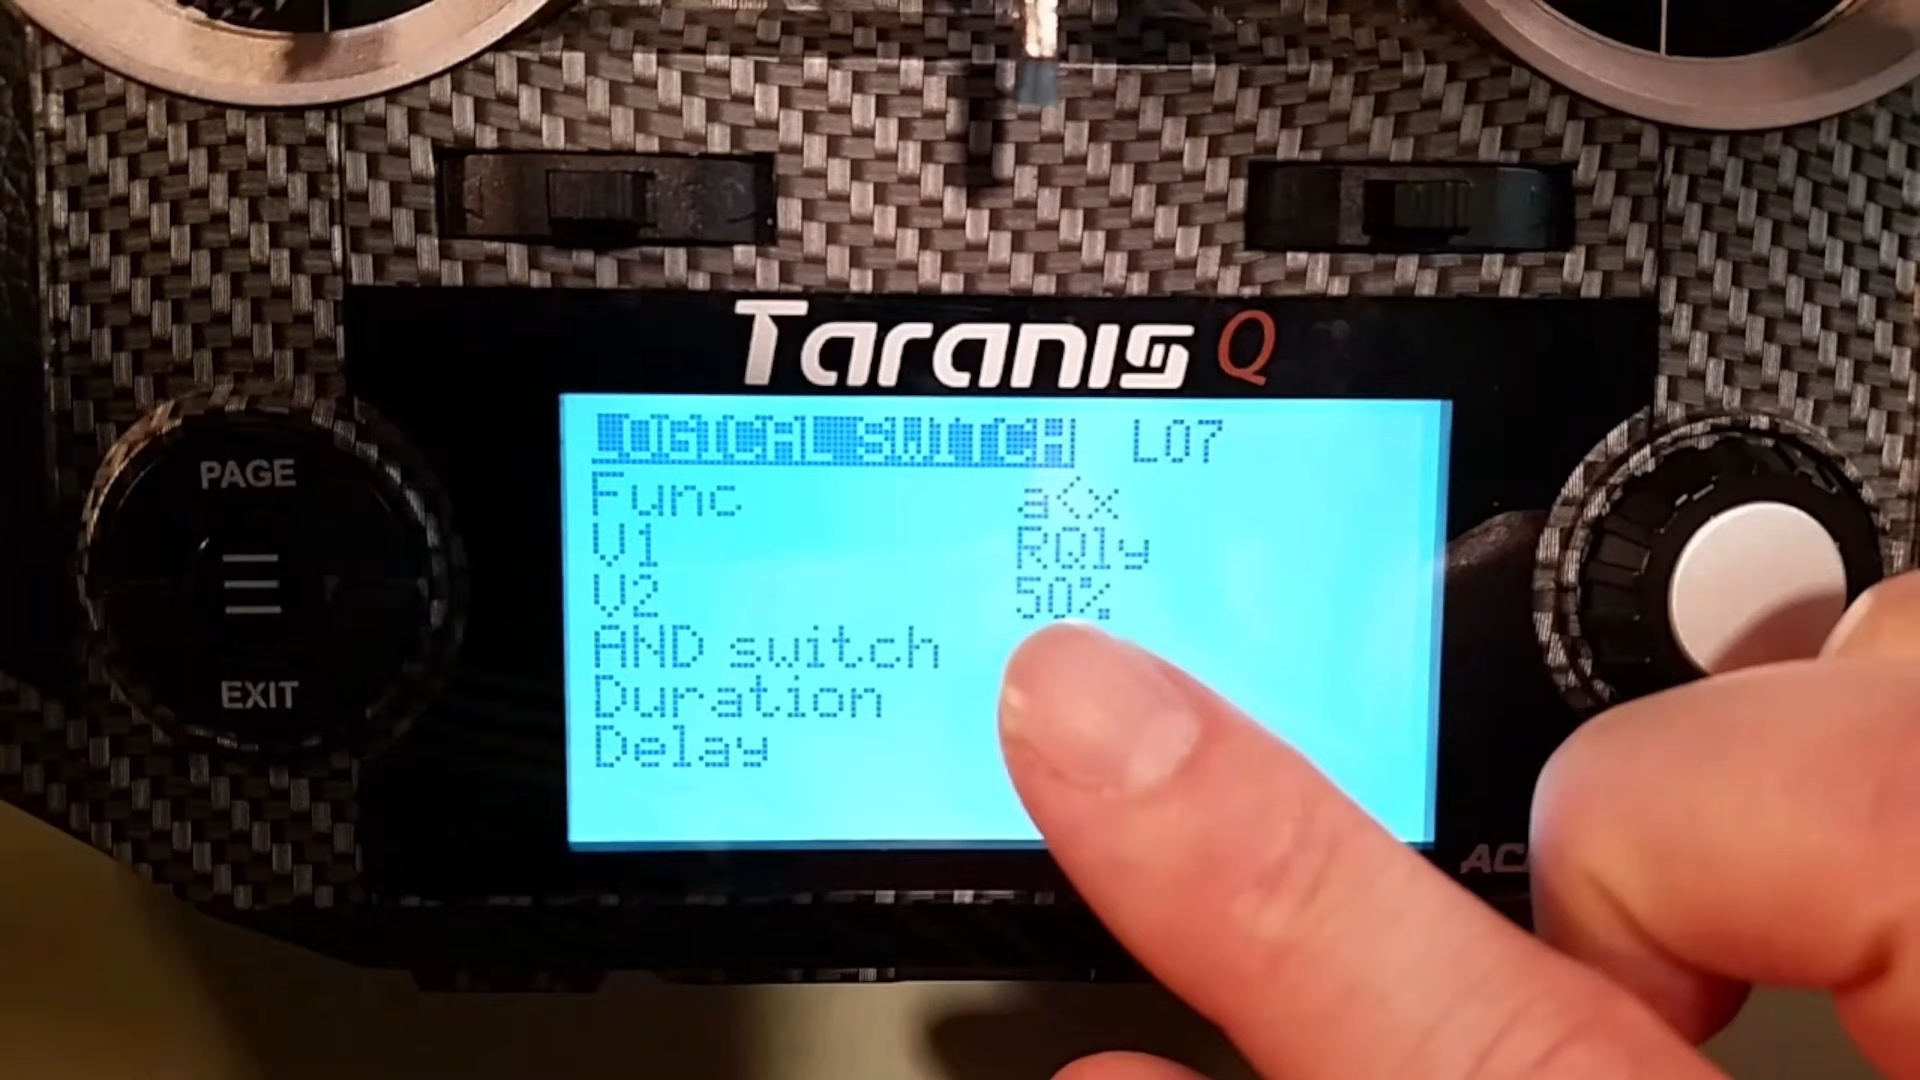 Taranis Q
LOGICAL SWITCH L07
Func a<x
V1 RQly
V2 50%
AND switch
Duration
Delay
PAGE
EXIT